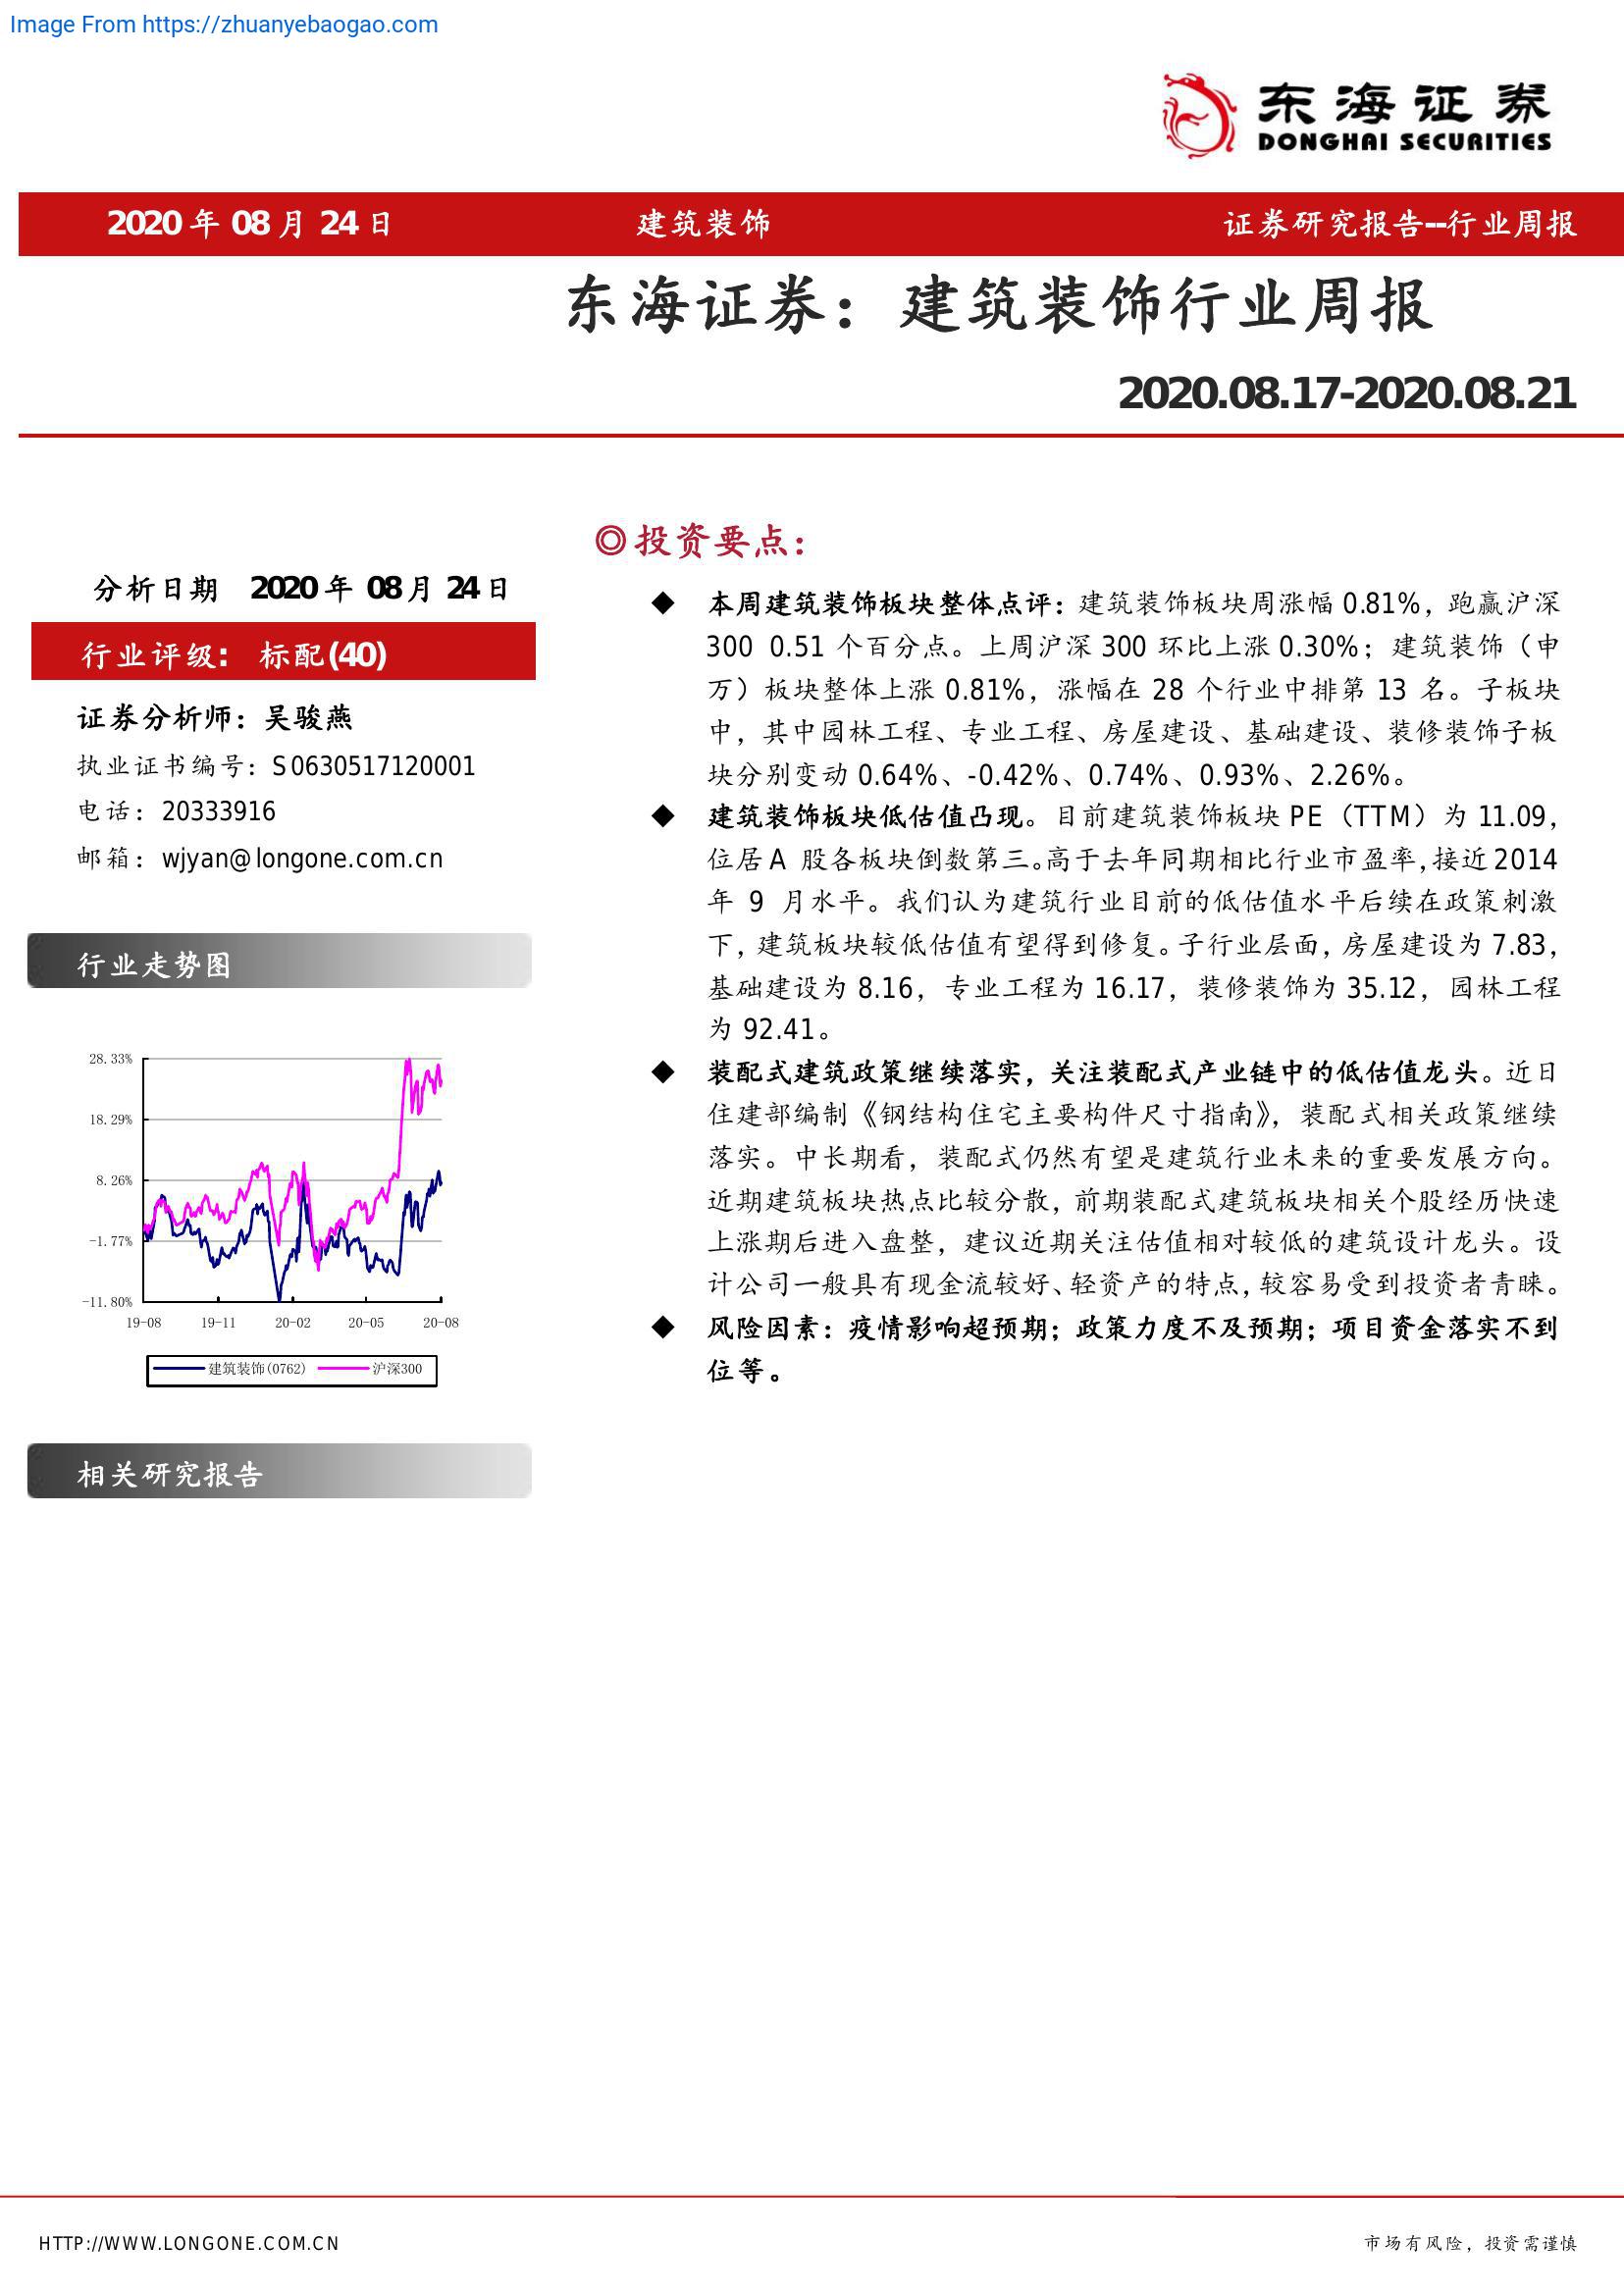 Image From https://zhuanyebaogao.com
东海证券
DONGHAI SECURITIES
2020 年 08 月 24 日 建筑装饰 证券研究报告--行业周报
东海证券：建筑装饰行业周报
2020.08.17-2020.08.21
分析日期 2020 年 08 月 24 日
行业评级: 标配(40)
证券分析师：吴骏燕
执业证书编号：S0630517120001
电话：20333916
邮箱：wjyan@longone.com.cn
行业走势图
28.33%
18.29%
8.26%
-1.77%
-11.80%
19-08 19-11 20-02 20-05 20-08
建筑装饰(0762) 沪深300
相关研究报告
◎投资要点：
◆ 本周建筑装饰板块整体点评：建筑装饰板块周涨幅 0.81%，跑赢沪深
300 0.51 个百分点。上周沪深 300 环比上涨 0.30%；建筑装饰（申
万）板块整体上涨 0.81%，涨幅在 28 个行业中排第 13 名。子板块
中，其中园林工程、专业工程、房屋建设、基础建设、装修装饰子板
块分别变动 0.64%、-0.42%、0.74%、0.93%、2.26%。
◆ 建筑装饰板块低估值凸现。目前建筑装饰板块 PE（TTM）为 11.09，
位居 A 股各板块倒数第三。高于去年同期相比行业市盈率，接近 2014
年 9 月水平。我们认为建筑行业目前的低估值水平后续在政策刺激
下，建筑板块较低估值有望得到修复。子行业层面，房屋建设为 7.83，
基础建设为 8.16，专业工程为 16.17，装修装饰为 35.12，园林工程
为 92.41。
◆ 装配式建筑政策继续落实，关注装配式产业链中的低估值龙头。近日
住建部编制《钢结构住宅主要构件尺寸指南》，装配式相关政策继续
落实。中长期看，装配式仍然有望是建筑行业未来的重要发展方向。
近期建筑板块热点比较分散，前期装配式建筑板块相关个股经历快速
上涨期后进入盘整，建议近期关注估值相对较低的建筑设计龙头。设
计公司一般具有现金流较好、轻资产的特点，较容易受到投资者青睐。
◆ 风险因素：疫情影响超预期；政策力度不及预期；项目资金落实不到
位等。
HTTP://WWW.LONGONE.COM.CN 市场有风险，投资需谨慎